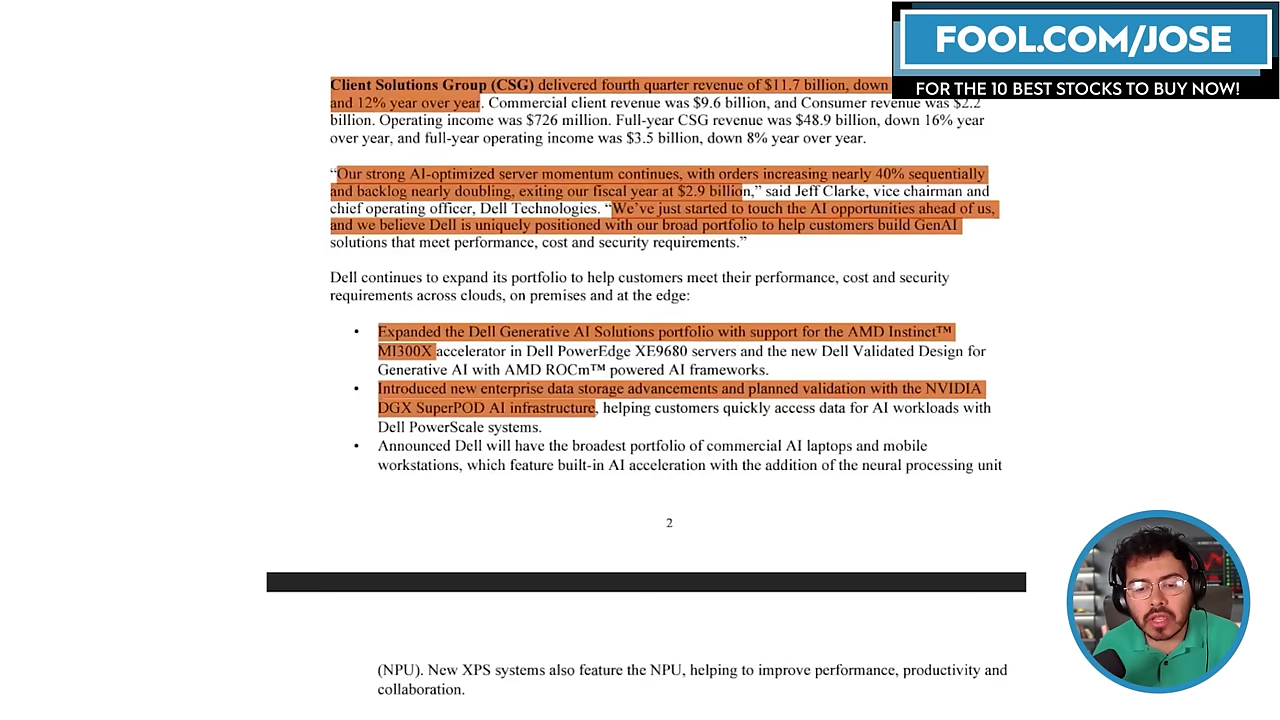 FOOL.COM/JOSE
FOR THE 10 BEST STOCKS TO BUY NOW!
Client Solutions Group (CSG) delivered fourth quarter revenue of $11.7 billion, down
and 12% year over year. Commercial client revenue was $9.6 billion, and Consumer revenue was $2.2
billion. Operating income was $726 million. Full-year CSG revenue was $48.9 billion, down 16% year
over year, and full-year operating income was $3.5 billion, down 8% year over year.
“Our strong AI-optimized server momentum continues, with orders increasing nearly 40% sequentially
and backlog nearly doubling, exiting our fiscal year at $2.9 billion,” said Jeff Clarke, vice chairman and
chief operating officer, Dell Technologies. “We’ve just started to touch the AI opportunities ahead of us,
and we believe Dell is uniquely positioned with our broad portfolio to help customers build GenAI
solutions that meet performance, cost and security requirements.”
Dell continues to expand its portfolio to help customers meet their performance, cost and security
requirements across clouds, on premises and at the edge:
• Expanded the Dell Generative AI Solutions portfolio with support for the AMD Instinct™
MI300X accelerator in Dell PowerEdge XE9680 servers and the new Dell Validated Design for
Generative AI with AMD ROCm™ powered AI frameworks.
• Introduced new enterprise data storage advancements and planned validation with the NVIDIA
DGX SuperPOD AI infrastructure, helping customers quickly access data for AI workloads with
Dell PowerScale systems.
• Announced Dell will have the broadest portfolio of commercial AI laptops and mobile
workstations, which feature built-in AI acceleration with the addition of the neural processing unit
2
(NPU). New XPS systems also feature the NPU, helping to improve performance, productivity and
collaboration.